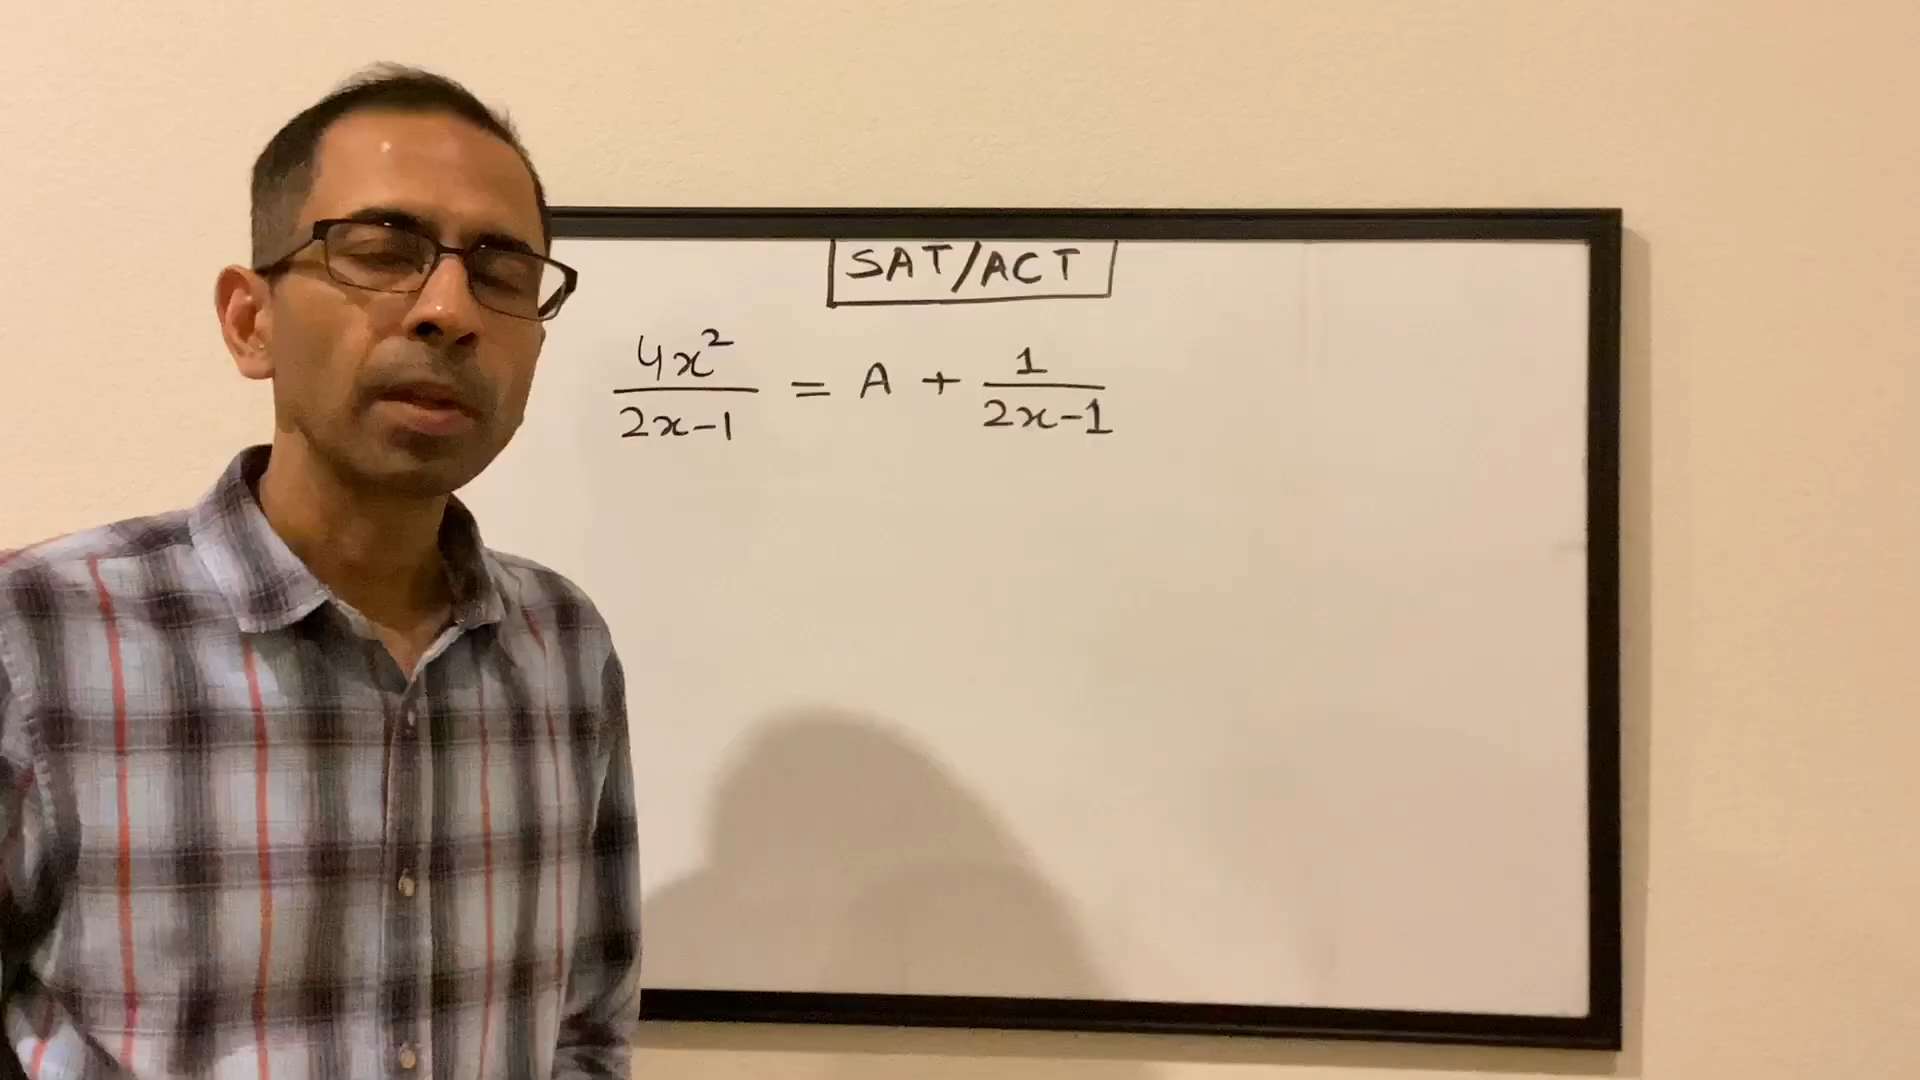 SAT/ACT
4x²/2x-1 = A + 1/2x-1